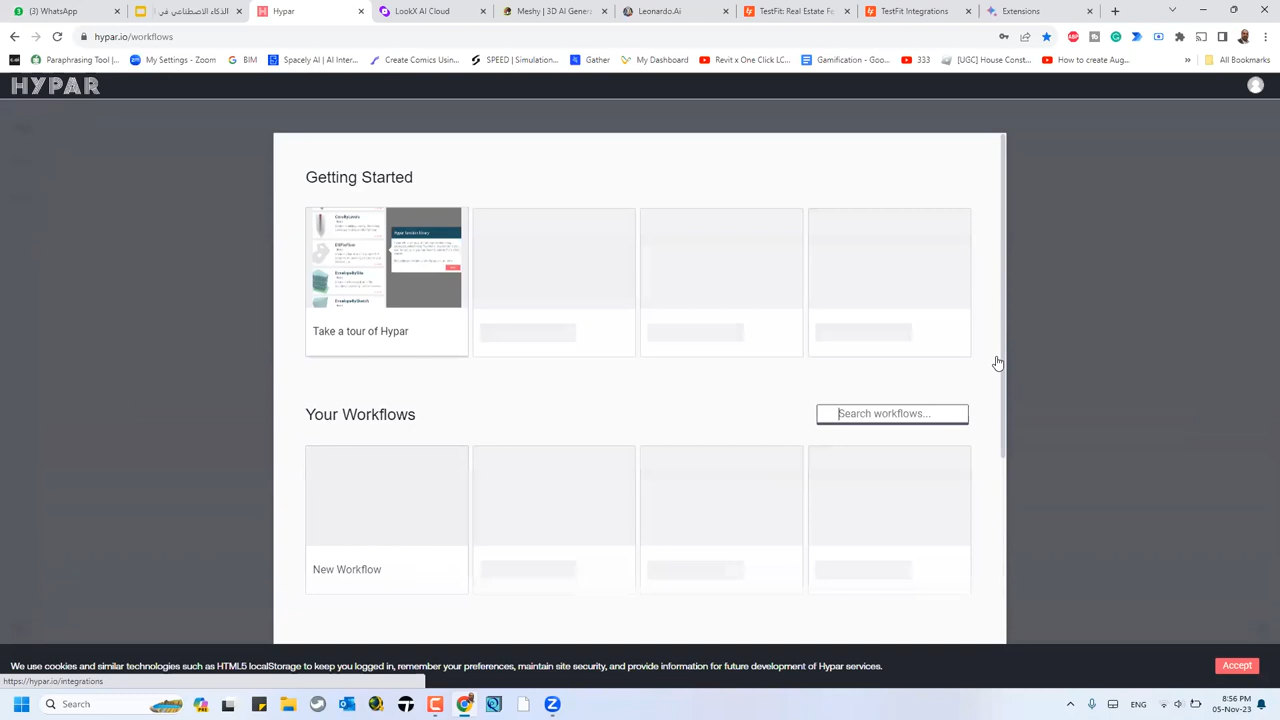 (3) WhatsApp
الذكاء الاصطناعي في
Hypar
LookX AI Cloud
Meshy | 3D AI Genera
Leonardo.Ai
TestFit: Real Estate Fe
TestFit Integrations
Extensions
hypar.io/workflows
Paraphrasing Tool
My Settings - Zoom
BIM
Spacely AI | AI Inter...
Create Comics Usin...
SPEED Simulation...
Gather
My Dashboard
Revit x One Click LC...
Gamification - Goo...
333
[UGC] House Const...
How to create Aug...
»
All Bookmarks
HYPAR
Getting Started
Take a tour of Hypar
Your Workflows
Search workflows...
New Workflow
We use cookies and similar technologies such as HTML5 localStorage to keep you logged in, remember your preferences, maintain site security, and provide information for future development of Hypar services.
Accept
https://hypar.io/integrations
Search
ENG
8:56 PM
05-Nov-23